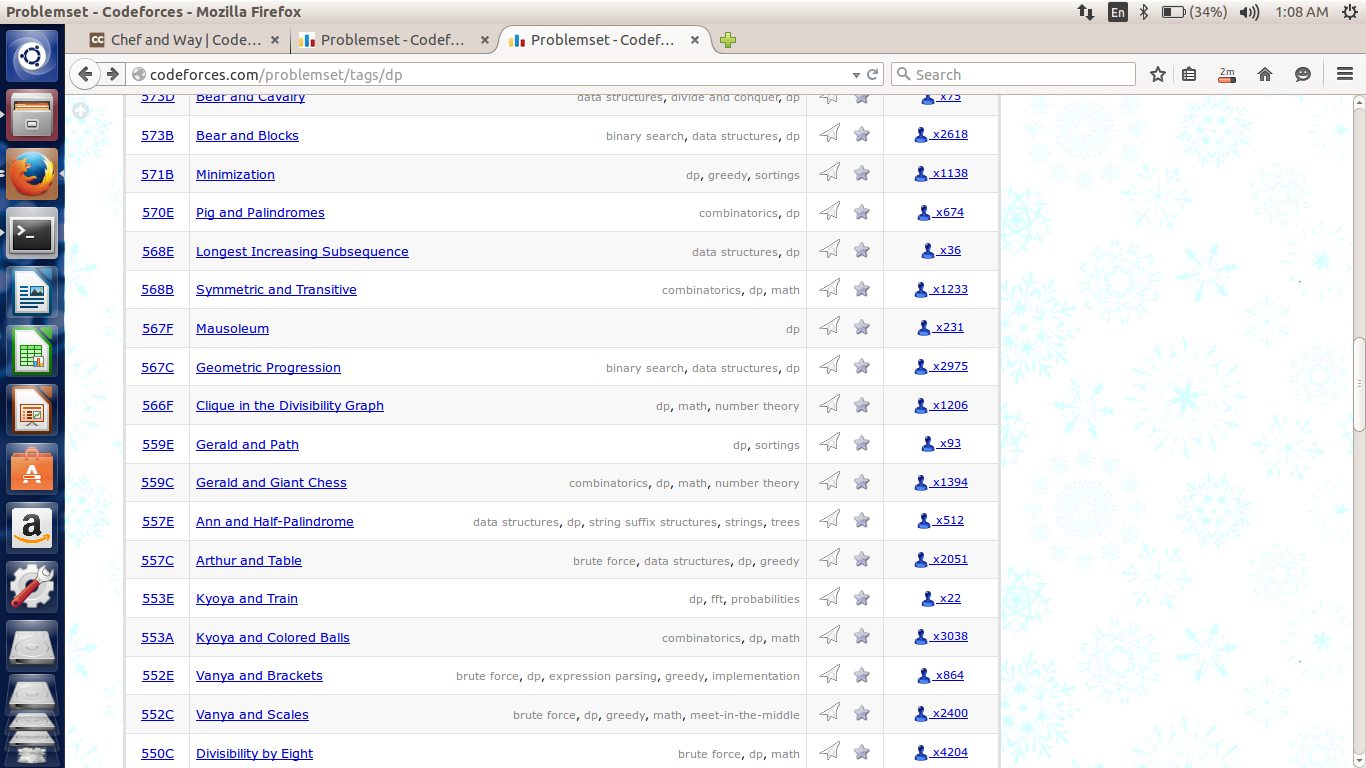 Problemset - Codeforces - Mozilla Firefox En (34%) 1:08 AM
Chef and Way | Code... Problemset - Codef... Problemset - Codef...
codeforces.com/problemset/tags/dp Search 2m
573D Bear and Cavalry data structures, divide and conquer, dp x75
573B Bear and Blocks binary search, data structures, dp x2618
571B Minimization dp, greedy, sortings x1138
570E Pig and Palindromes combinatorics, dp x674
568E Longest Increasing Subsequence data structures, dp x36
568B Symmetric and Transitive combinatorics, dp, math x1233
567F Mausoleum dp x231
567C Geometric Progression binary search, data structures, dp x2975
566F Clique in the Divisibility Graph dp, math, number theory x1206
559E Gerald and Path dp, sortings x93
559C Gerald and Giant Chess combinatorics, dp, math, number theory x1394
557E Ann and Half-Palindrome data structures, dp, string suffix structures, strings, trees x512
557C Arthur and Table brute force, data structures, dp, greedy x2051
553E Kyoya and Train dp, fft, probabilities x22
553A Kyoya and Colored Balls combinatorics, dp, math x3038
552E Vanya and Brackets brute force, dp, expression parsing, greedy, implementation x864
552C Vanya and Scales brute force, dp, greedy, math, meet-in-the-middle x2400
550C Divisibility by Eight brute force, dp, math x4204